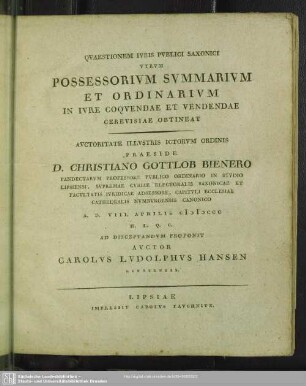 QVAESTIONEM IVRIS PVBLICI SAXONICI
VTRVM
POSSESSORIVM SVMMARIVM
ET ORDINARIVM
IN IVRE COQVENDAE ET VENDENDAE
CEREVISIAE OBTINEAT
AVCTORITATE ILLVSTRIS ICTORVM ORDINIS
PRAESIDE
D. CHRISTIANO GOTTLOB BIENERO
PANDECTARVM PROFESSORE PVBLICO ORDINARIO IN STVDIO
LIPSIENSI, SVPREMAE CVRIAE ELECTORALIS SAXONICAE ET
FACVLTATIS IVRIDICAE ADSESSORE, CAPITVLI ECCLESIAE
CATHEDRALIS NVMBVRGENSIS CANONICO
A. D. VIII. APRILIS
H. L. Q. C.
AD DISCEPTANDVM PROPONIT
AVCTOR
CAROLVS LVDOLPHVS HANSEN
LIPSIAE
IMPRESSIT CAROLVS TAVCHNITZ.